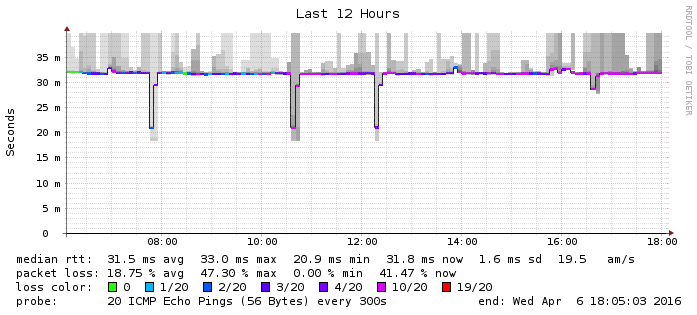 Last 12 Hours
RRDTOOL / TOBI OETIKER
Seconds
35 m
30 m
25 m
20 m
15 m
10 m
5 m
0
08:00 10:00 12:00 14:00 16:00 18:00
median rtt: 31.5 ms avg 33.0 ms max 20.9 ms min 31.8 ms now 1.6 ms sd 19.5 am/s
packet loss: 18.75 % avg 47.30 % max 0.00 % min 41.47 % now
loss color: 0 1/20 2/20 3/20 4/20 10/20 19/20
probe: 20 ICMP Echo Pings (56 Bytes) every 300s end: Wed Apr 6 18:05:03 2016